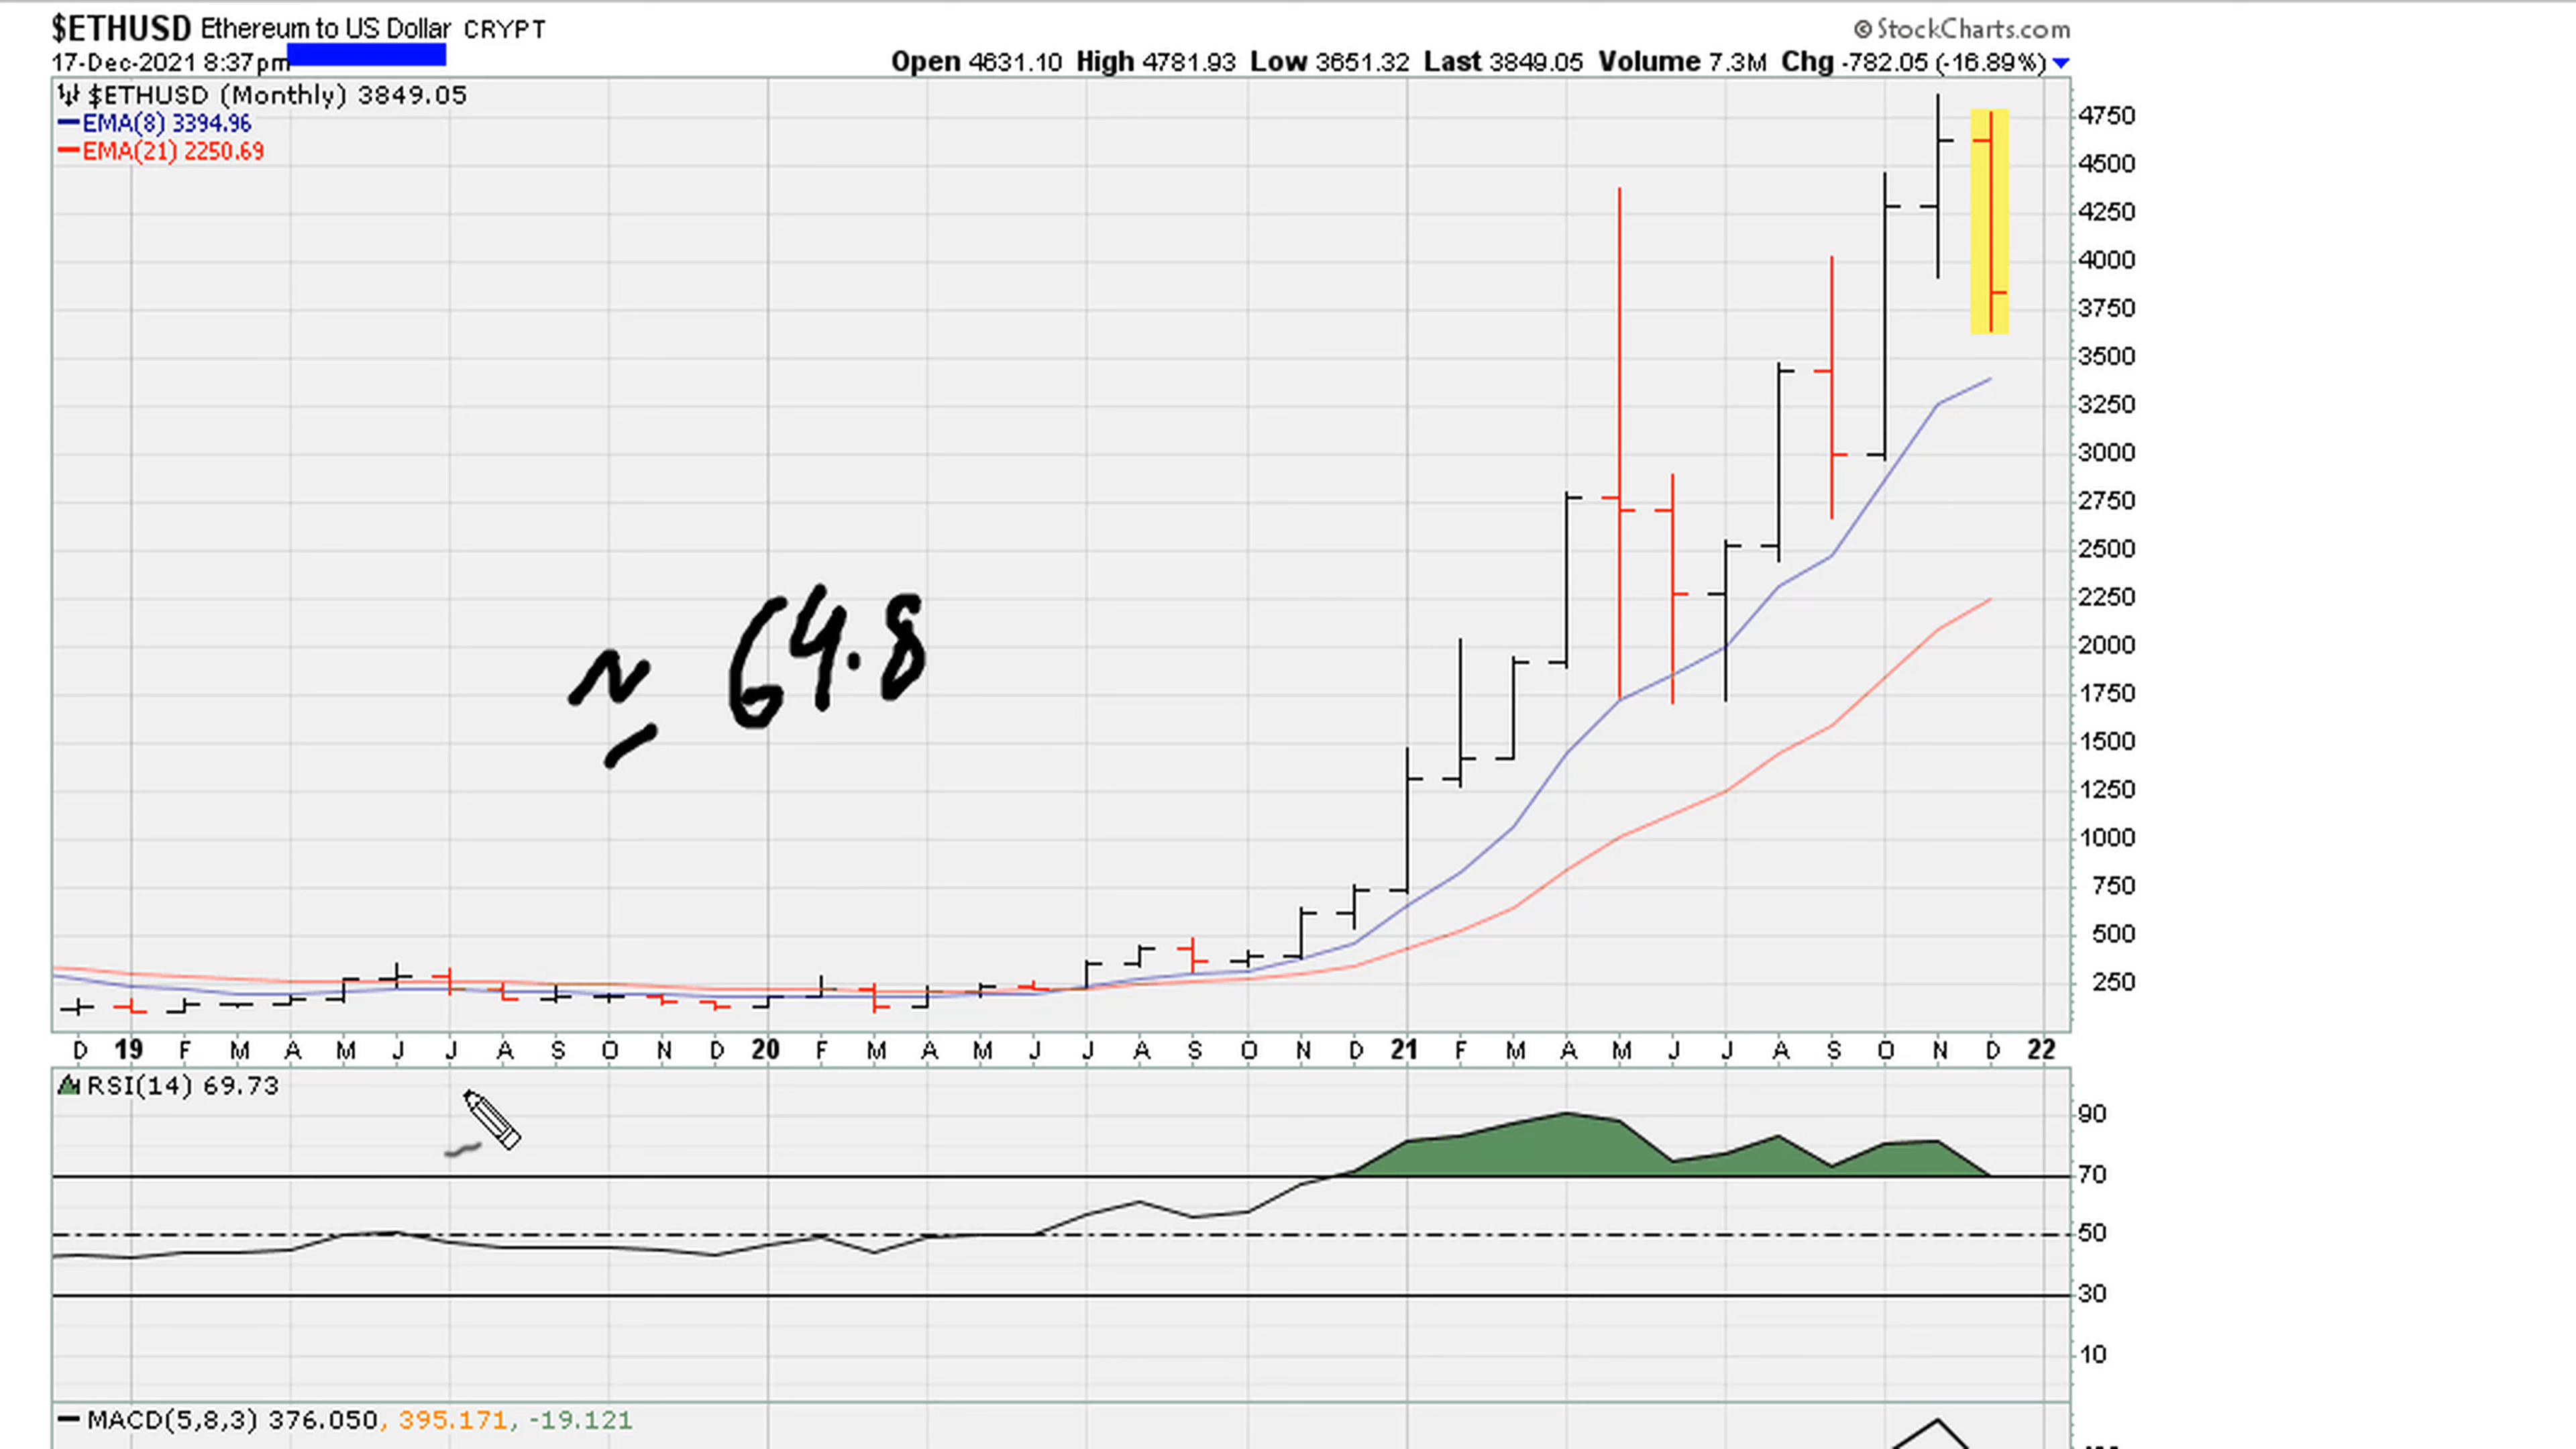 $ETHUSD Ethereum to US Dollar CRYPT
© StockCharts.com
17-Dec-2021 8:37pm
Open 4631.10 High 4781.93 Low 3651.32 Last 3849.05 Volume 7.3M Chg -782.05 (-16.89%)
$ETHUSD (Monthly) 3849.05
EMA(8) 3394.96
EMA(21) 2250.69
4750
4500
4250
4000
3750
3500
3250
3000
2750
2500
2250
2000
1750
1500
1250
1000
750
500
250
~ 64.8
D 19 F M A M J J A S O N D 20 F M A M J J A S O N D 21 F M A M J J A S O N D 22
RSI(14) 69.73
90
70
50
30
10
MACD(5,8,3) 376.050, 395.171, -19.121